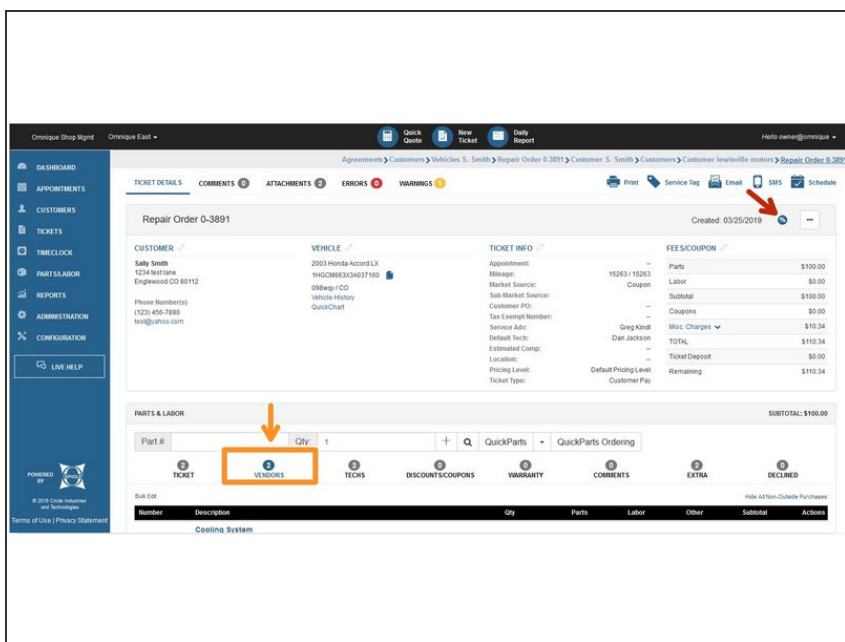 Omnique Shop Mgmt Omnique East Quick Quote New Ticket Daily Report Hello owner@omnique
Agreements > Customers > Vehicles S. Smith > Repair Order 0-3891 > Customer S. Smith > Customers > Customer lewisville motors > Repair Order 0-3891
DASHBOARD
APPOINTMENTS
CUSTOMERS
TICKETS
TIMECLOCK
PARTS/LABOR
REPORTS
ADMINISTRATION
CONFIGURATION
LIVE HELP
POWERED BY
© 2019 Circle Industries
and Technologies
Terms of Use | Privacy Statement
TICKET DETAILS COMMENTS 0 ATTACHMENTS 2 ERRORS 0 WARNINGS 1 Print Service Tag Email SMS Schedule
Repair Order 0-3891 Created: 03/25/2019 % ...
CUSTOMER
Sally Smith
1234 test lane
Englewood CO 80112
Phone Number(s)
(123) 456-7890
test@yahoo.com
VEHICLE
2003 Honda Accord LX
1HGCM663X3A037160
098wqy / CO
Vehicle History
QuickChart
TICKET INFO
Appointment: --
Mileage: 15263 / 15263
Market Source: Coupon
Sub Market Source:
Customer PO: --
Tax Exempt Number: --
Service Adv: Greg Kindl
Default Tech: Dan Jackson
Estimated Comp: --
Location: --
Pricing Level: Default Pricing Level
Ticket Type: Customer Pay
FEES/COUPON
Parts $100.00
Labor $0.00
Subtotal $100.00
Coupons $0.00
Misc. Charges $10.34
TOTAL $110.34
Ticket Deposit $0.00
Remaining $110.34
PARTS & LABOR SUBTOTAL: $100.00
Part # Qty: 1 + QuickParts QuickParts Ordering
2 2 2 0 0 0 2 0
TICKET VENDORS TECHS DISCOUNTS/COUPONS WARRANTY COMMENTS EXTRA DECLINED
Bulk Edit Hide All Non-Outside Purchases
Number Description Qty Parts Labor Other Subtotal Actions
Cooling System